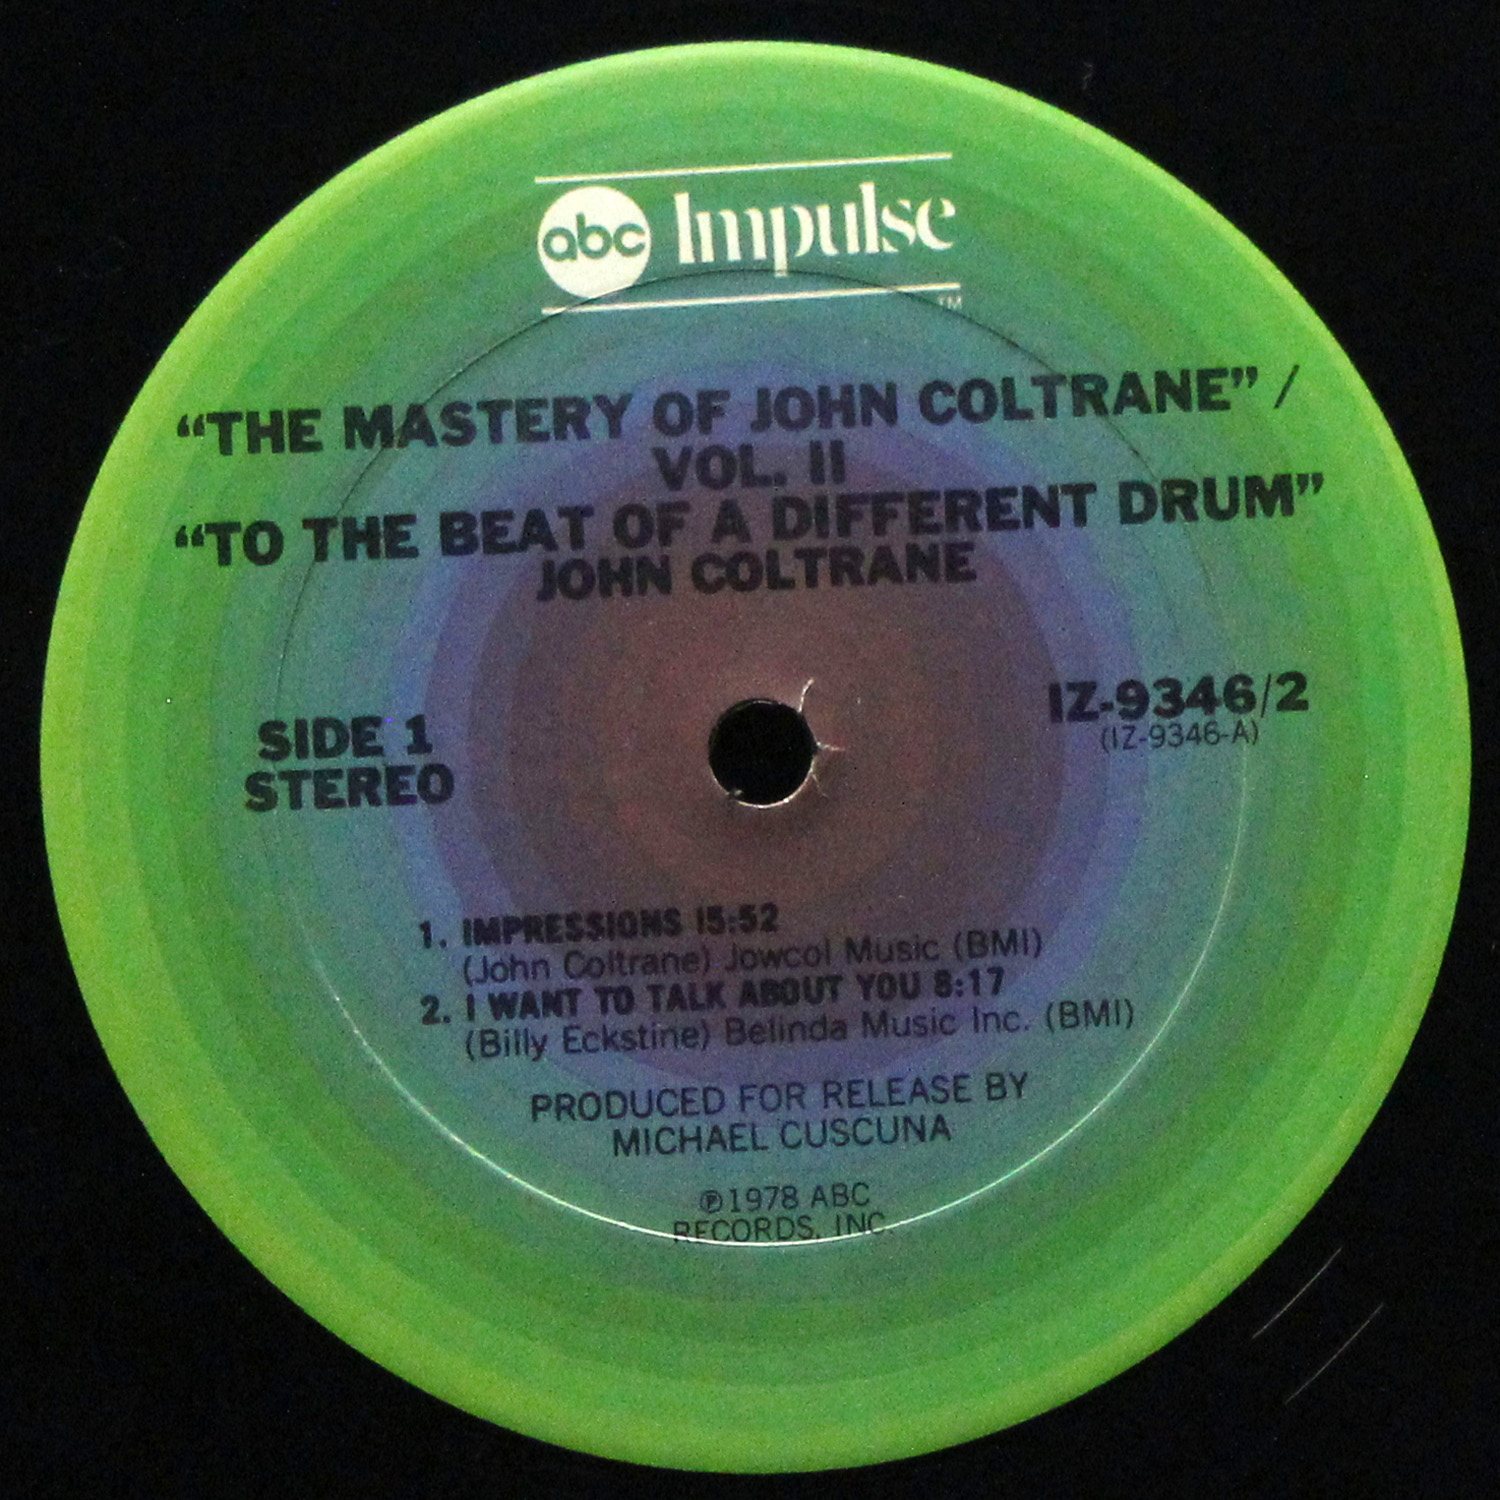 abc Impulse
TM
“THE MASTERY OF JOHN COLTRANE” /
VOL. II
“TO THE BEAT OF A DIFFERENT DRUM”
JOHN COLTRANE
SIDE 1
STEREO
IZ-9346/2
(IZ-9346-A)
1. IMPRESSIONS 15:52
(John Coltrane) Jowcol Music (BMI)
2. I WANT TO TALK ABOUT YOU 8:17
(Billy Eckstine) Belinda Music Inc. (BMI)
PRODUCED FOR RELEASE BY
MICHAEL CUSCUNA
℗1978 ABC
RECORDS, INC.